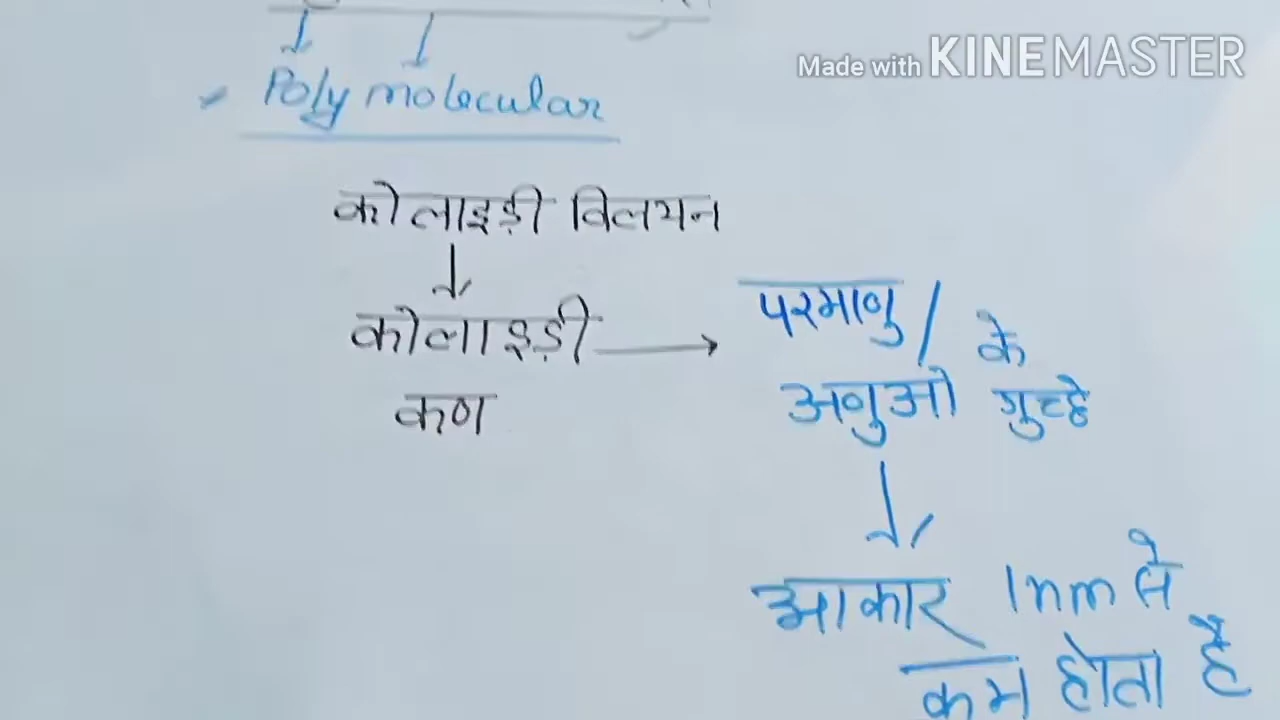 Made with KINEMASTER
Poly molecular
कोलाइडी विलयन
कोलाइडी
कण
परमाणु/
अणुओ के गुच्छे
आकार 1nm से
कम होता है